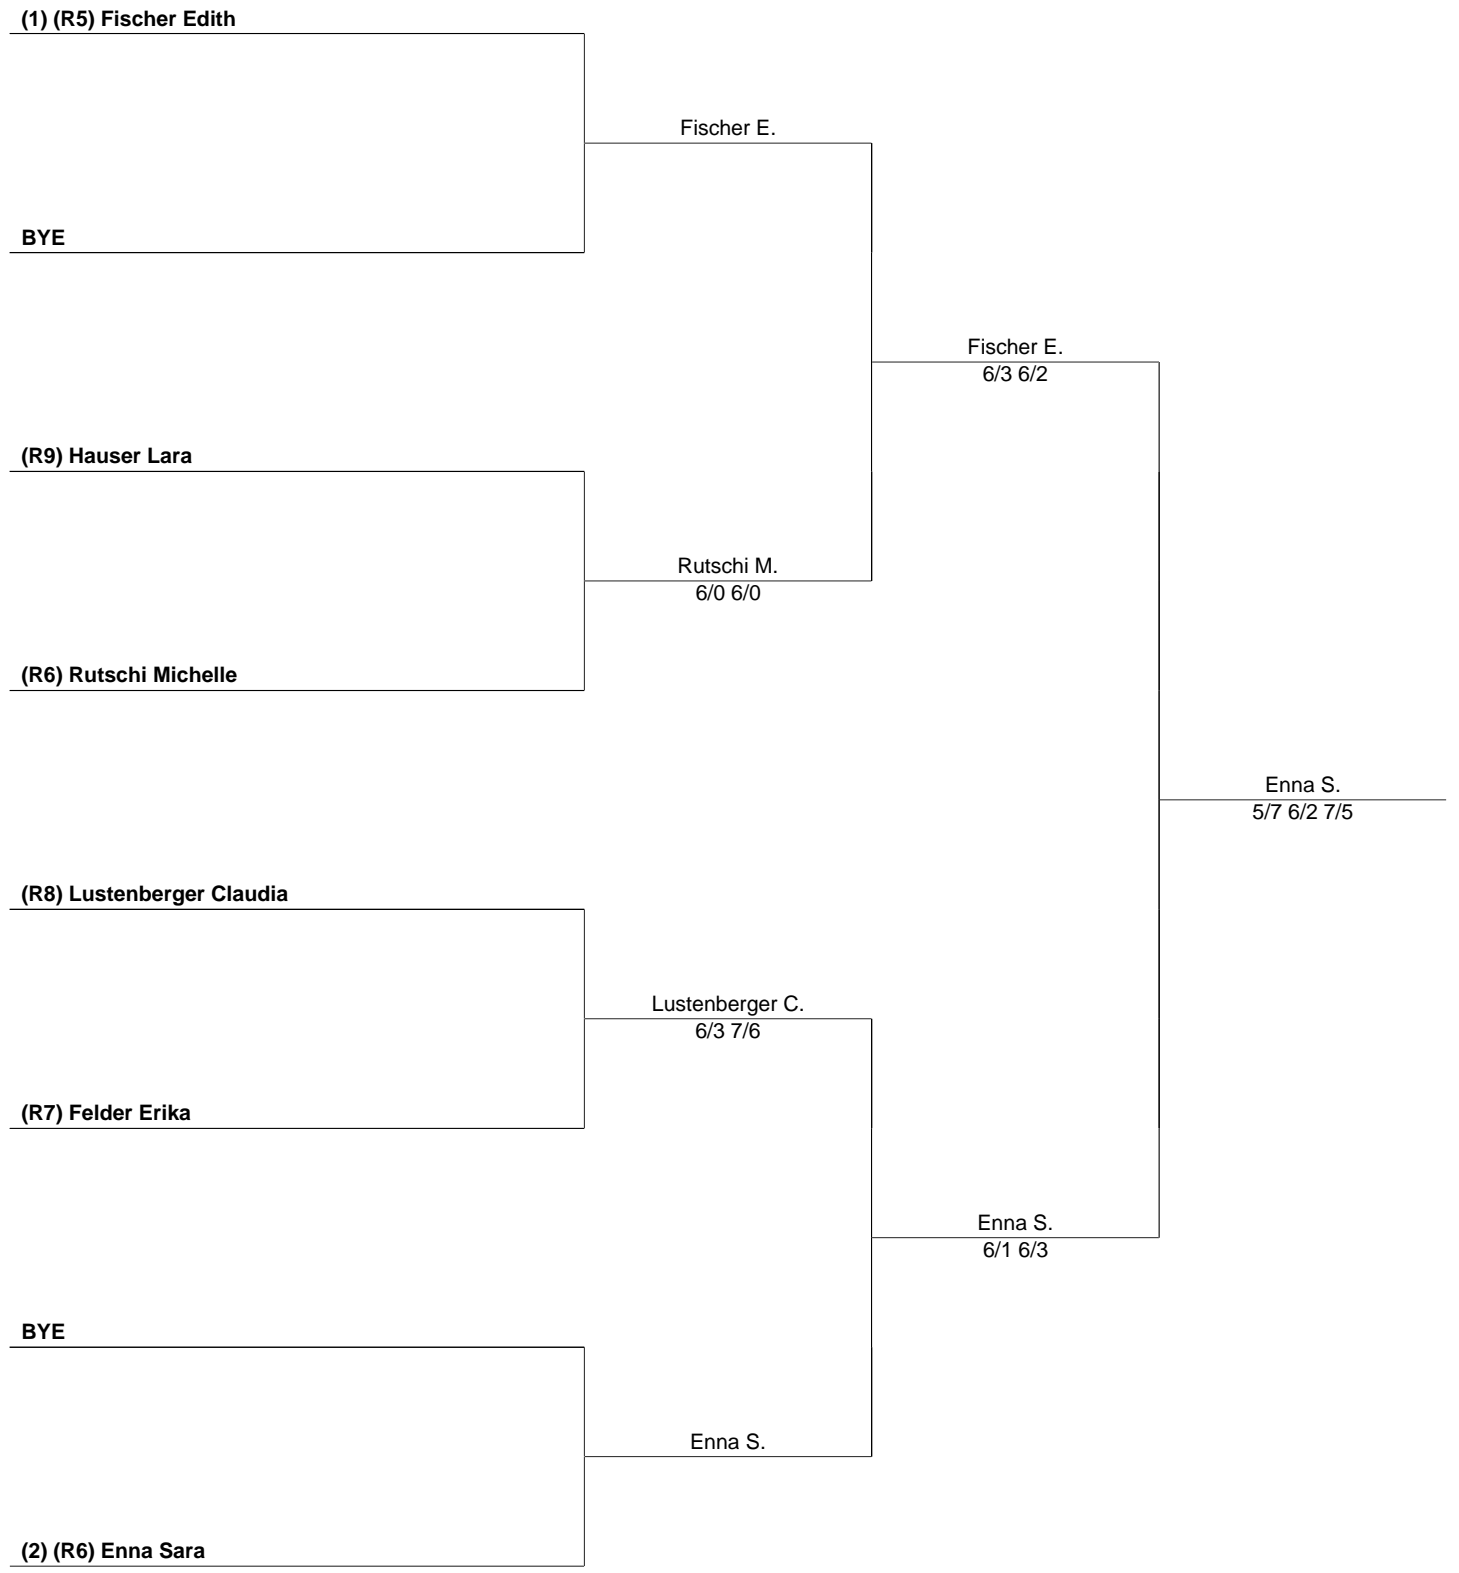 (1) (R5) Fischer Edith
Fischer E.
BYE
Fischer E.
6/3 6/2
(R9) Hauser Lara
Rutschi M.
6/0 6/0
(R6) Rutschi Michelle
Enna S.
5/7 6/2 7/5
(R8) Lustenberger Claudia
Lustenberger C.
6/3 7/6
(R7) Felder Erika
Enna S.
6/1 6/3
BYE
Enna S.
(2) (R6) Enna Sara